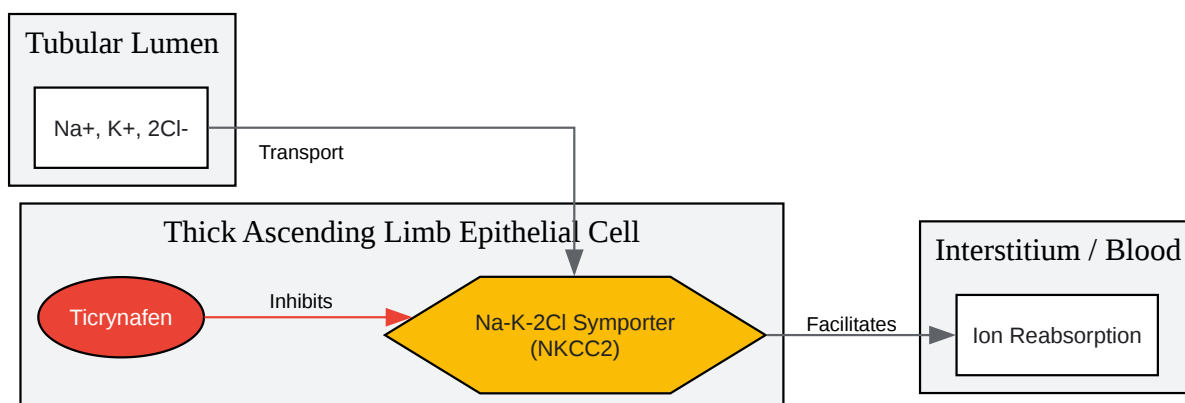 Tubular Lumen
Na+, K+, 2Cl-
Transport
Thick Ascending Limb Epithelial Cell
Ticrynafen
Inhibits
Na-K-2Cl Symporter
(NKCC2)
Facilitates
Interstitium / Blood
Ion Reabsorption